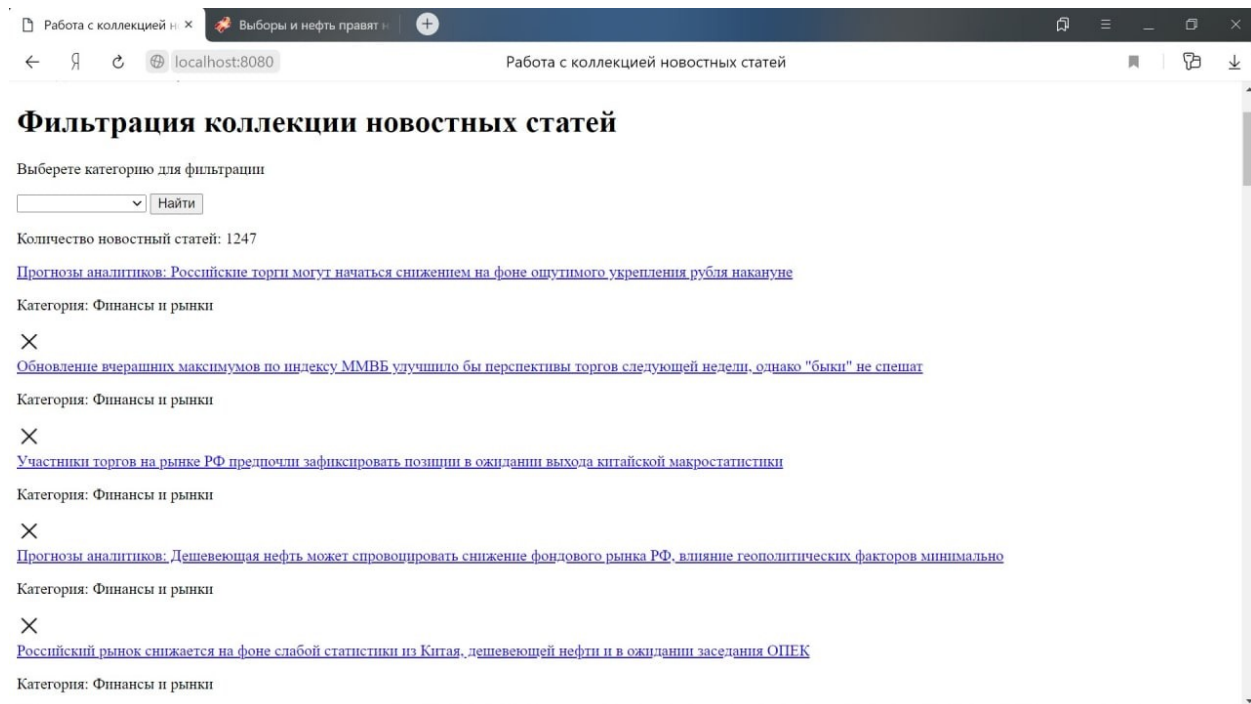 Работа с коллекцией н
Выборы и нефть правят н
Я
localhost:8080
Работа с коллекцией новостных статей
Фильтрация коллекции новостных статей
Выберете категорию для фильтрации
Найти
Количество новостный статей: 1247
Прогнозы аналитиков: Российские торги могут начаться снижением на фоне ощутимого укрепления рубля накануне
Категория: Финансы и рынки
Обновление вчерашних максимумов по индексу ММВБ улучшило бы перспективы торгов следующей недели, однако "быки" не спешат
Категория: Финансы и рынки
Участники торгов на рынке РФ предпочли зафиксировать позиции в ожидании выхода китайской макростатистики
Категория: Финансы и рынки
Прогнозы аналитиков: Дешевеющая нефть может спровоцировать снижение фондового рынка РФ, влияние геополитических факторов минимально
Категория: Финансы и рынки
Российский рынок снижается на фоне слабой статистики из Китая, дешевеющей нефти и в ожидании заседания ОПЕК
Категория: Финансы и рынки